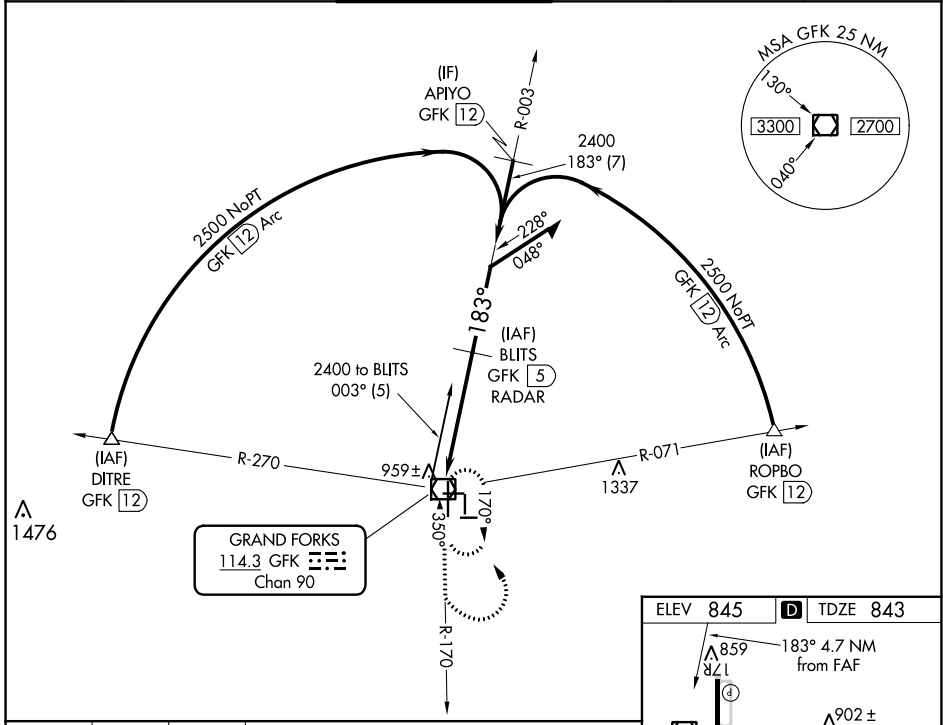 MSA GFK 25 NM
130°
3300
2700
040°
(IF)
APIYO
GFK 12
R-003
2400
183° (7)
2500 NoPT
GFK 12 Arc
228°
048°
2500 NoPT
GFK 12 Arc
183°
(IAF)
BLITS
GFK 5
RADAR
2400 to BLITS
003° (5)
(IAF)
DITRE
GFK 12
R-270
959 ±
R-071
1337
(IAF)
ROPBO
GFK 12
1476
170°
350°
GRAND FORKS
114.3 GFK
Chan 90
R-170
ELEV 845
D
TDZE 843
183° 4.7 NM
from FAF
859
17R
P
902 ±